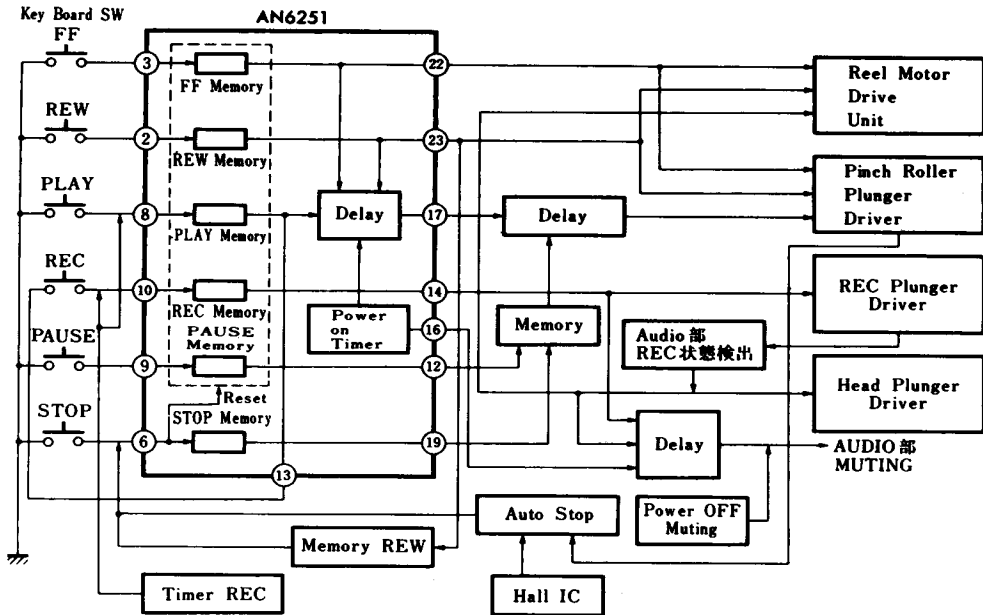 AN6251
Key Board SW
FF
3
FF Memory
22
REW
2
REW Memory
23
PLAY
8
PLAY Memory
Delay
17
Delay
REC
10
REC Memory
14
Power
on
Timer
16
Memory
PAUSE
PAUSE
Memory
9
12
Reset
STOP
STOP Memory
6
19
13
Reel Motor
Drive
Unit
Pinch Roller
Plunger
Driver
REC Plunger
Driver
Audio部
REC状態検出
Head Plunger
Driver
Delay
AUDIO部
MUTING
Auto Stop
Power OFF
Muting
Memory REW
Timer REC
Hall IC